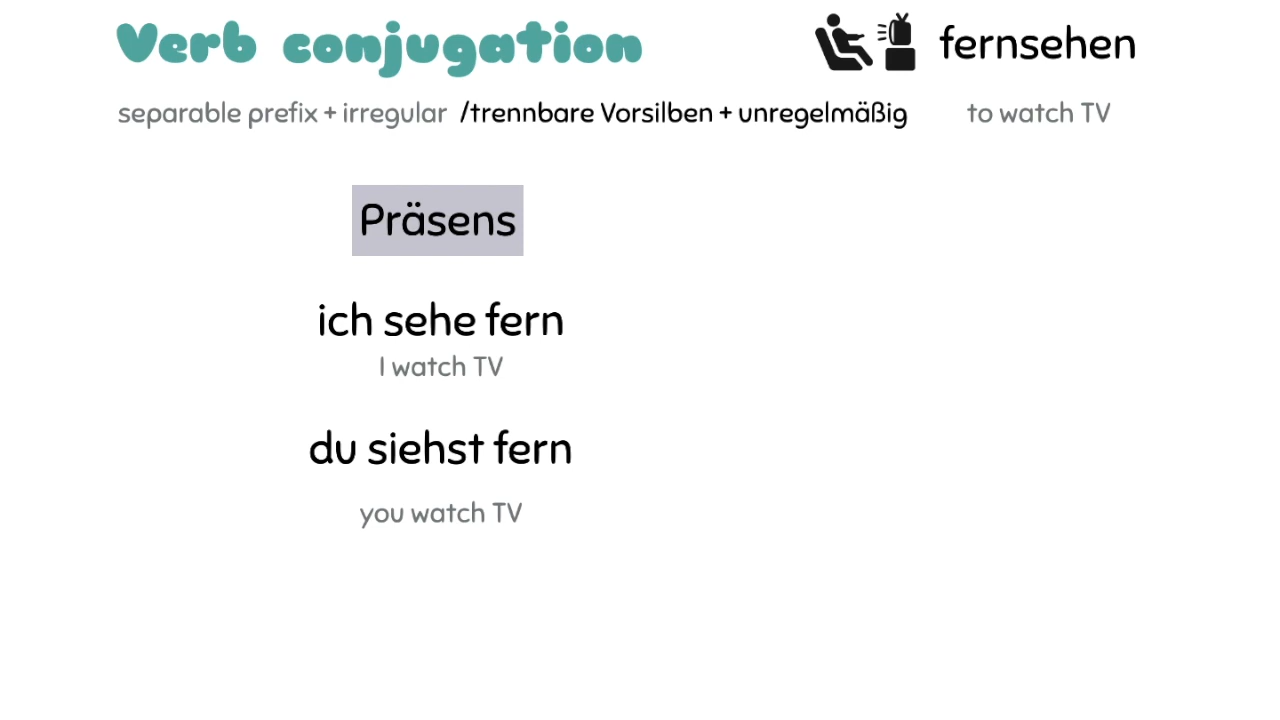 Verb conjugation
fernsehen
separable prefix + irregular /trennbare Vorsilben + unregelmäßig
to watch TV
Präsens
ich sehe fern
I watch TV
du siehst fern
you watch TV